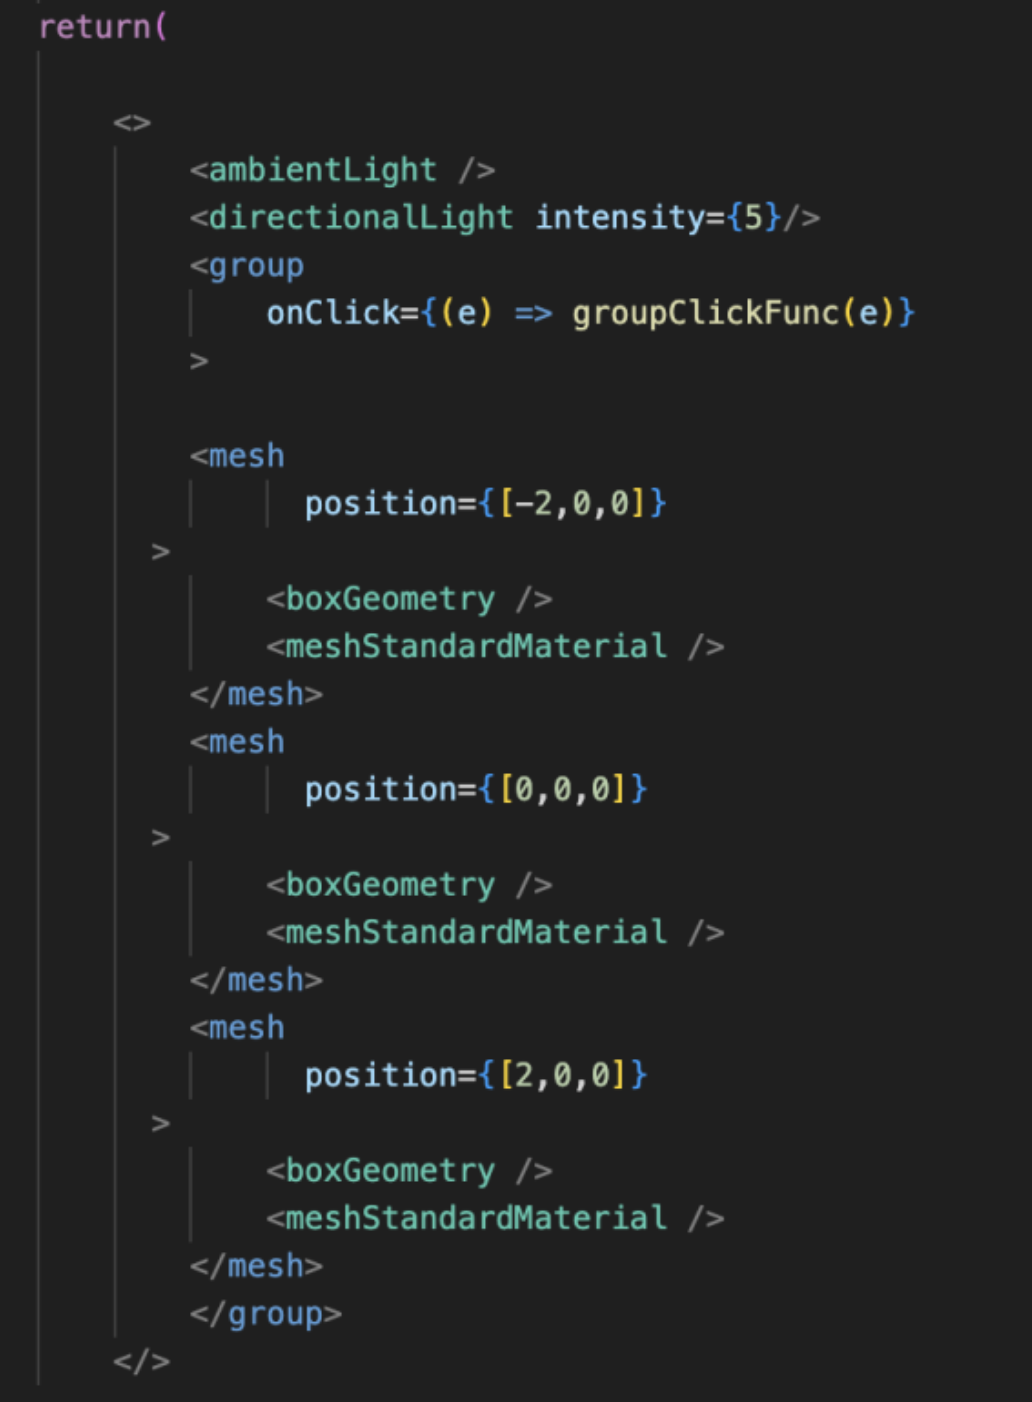 return(
<>
<ambientLight />
<directionalLight intensity={5}/>
<group
onClick={(e) => groupClickFunc(e)}
>
<mesh
position={[-2,0,0]}
>
<boxGeometry />
<meshStandardMaterial />
</mesh>
<mesh
position={[0,0,0]}
>
<boxGeometry />
<meshStandardMaterial />
</mesh>
<mesh
position={[2,0,0]}
>
<boxGeometry />
<meshStandardMaterial />
</mesh>
</group>
</>